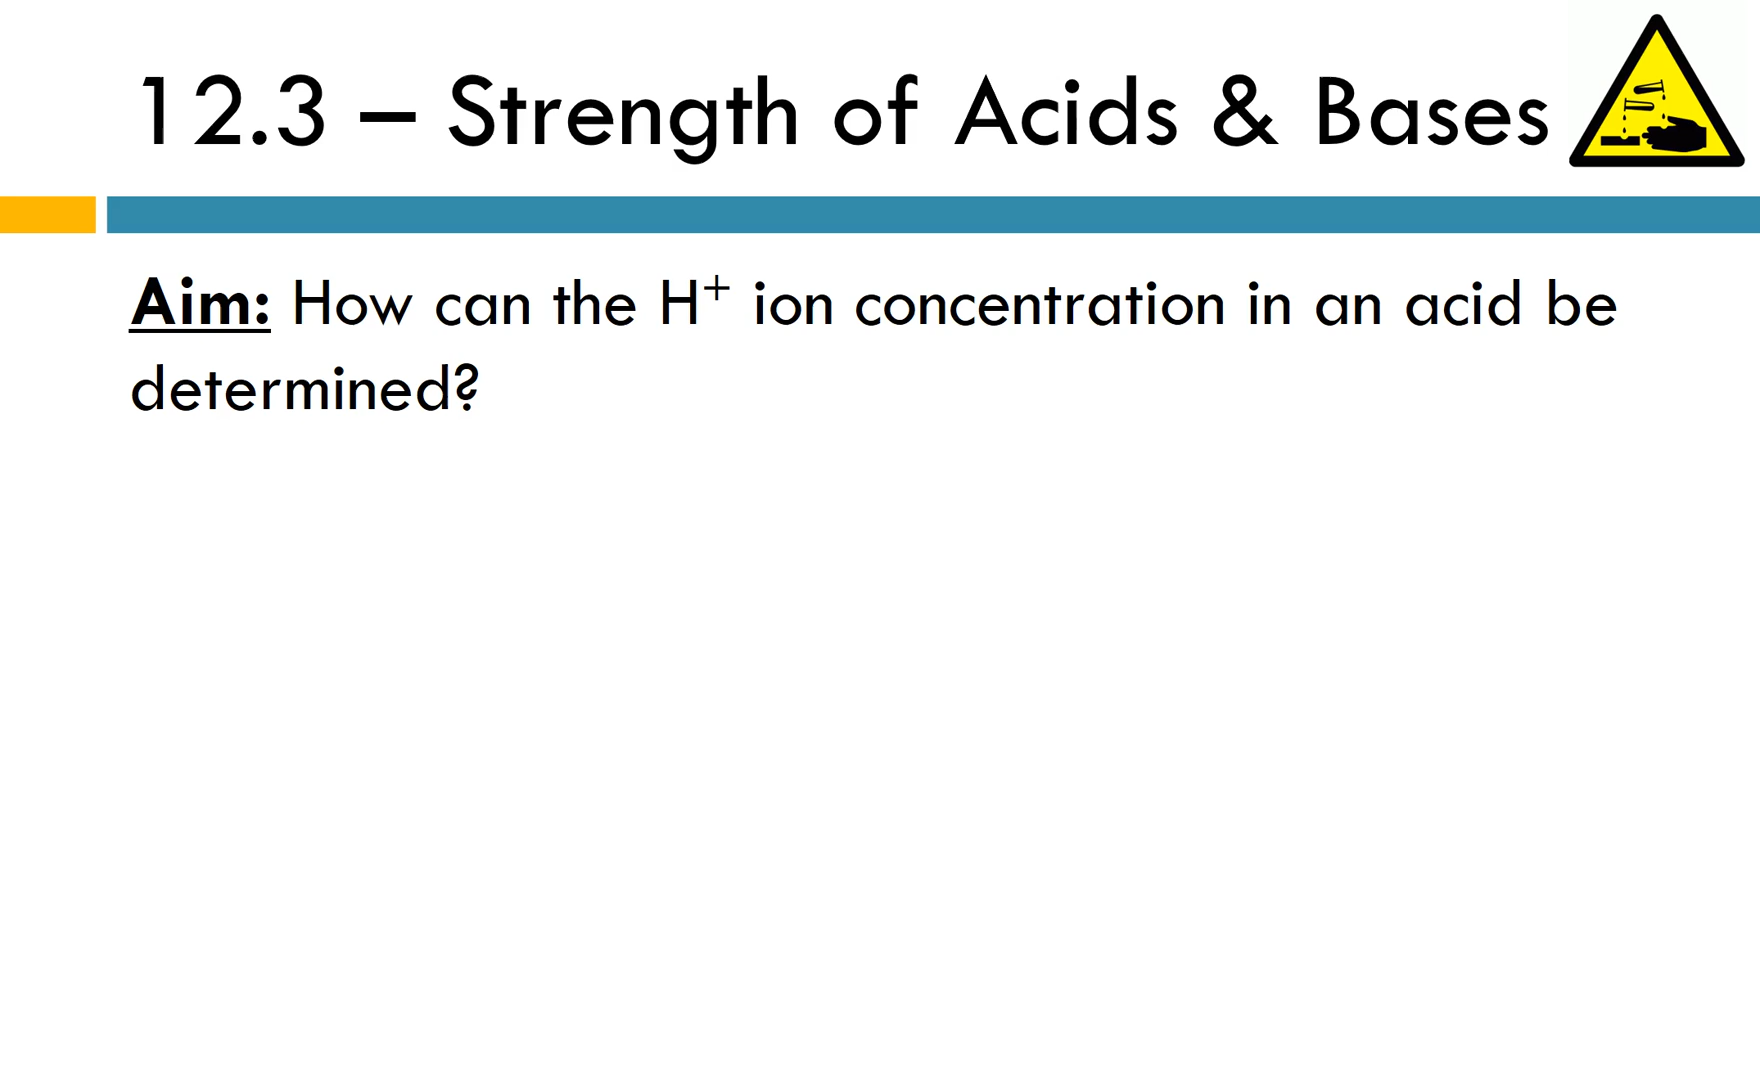 12.3 – Strength of Acids & Bases
Aim: How can the H⁺ ion concentration in an acid be
determined?